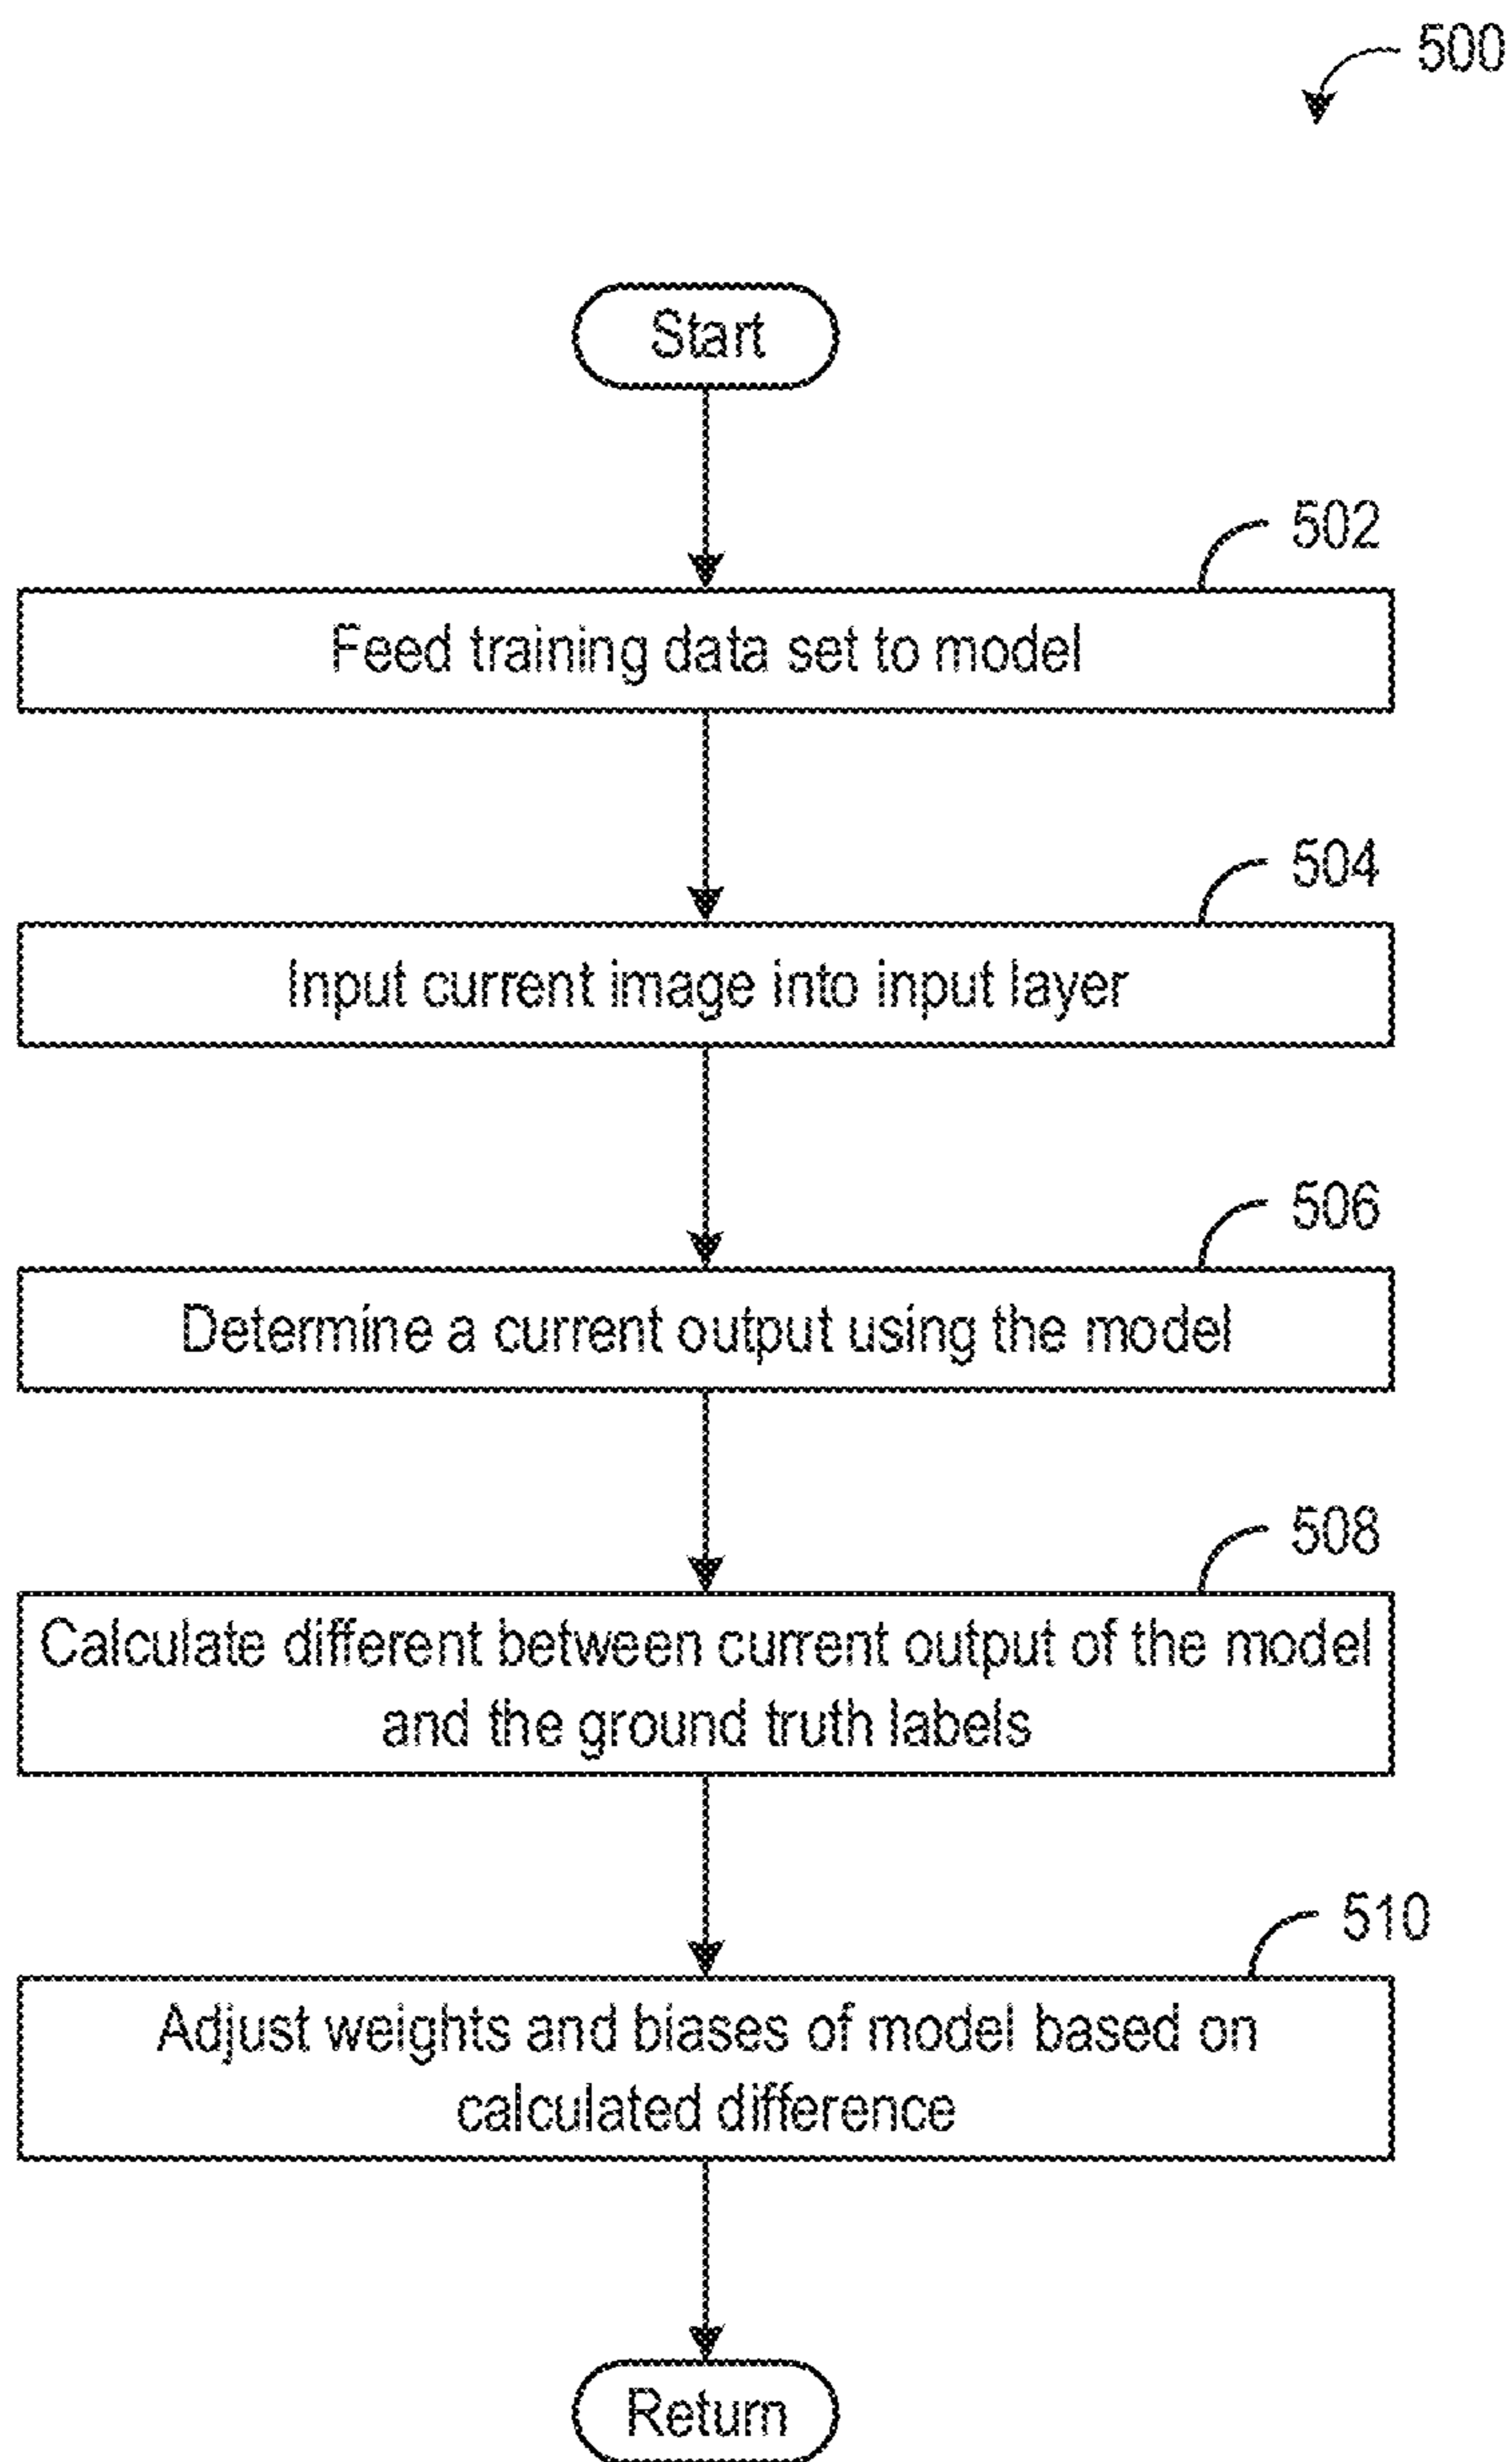 500
Start
502
Feed training data set to model
504
Input current image into input layer
506
Determine a current output using the model
508
Calculate different between current output of the model
and the ground truth labels
510
Adjust weights and biases of model based on
calculated difference
Return